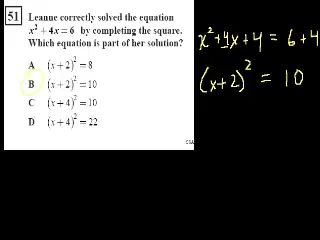 51 Leanne correctly solved the equation
x² + 4x = 6 by completing the square.
Which equation is part of her solution?
A (x + 2)² = 8
B (x + 2)² = 10
C (x + 4)² = 10
D (x + 4)² = 22
x² + 4x + 4 = 6 + 4
(x + 2)² = 10